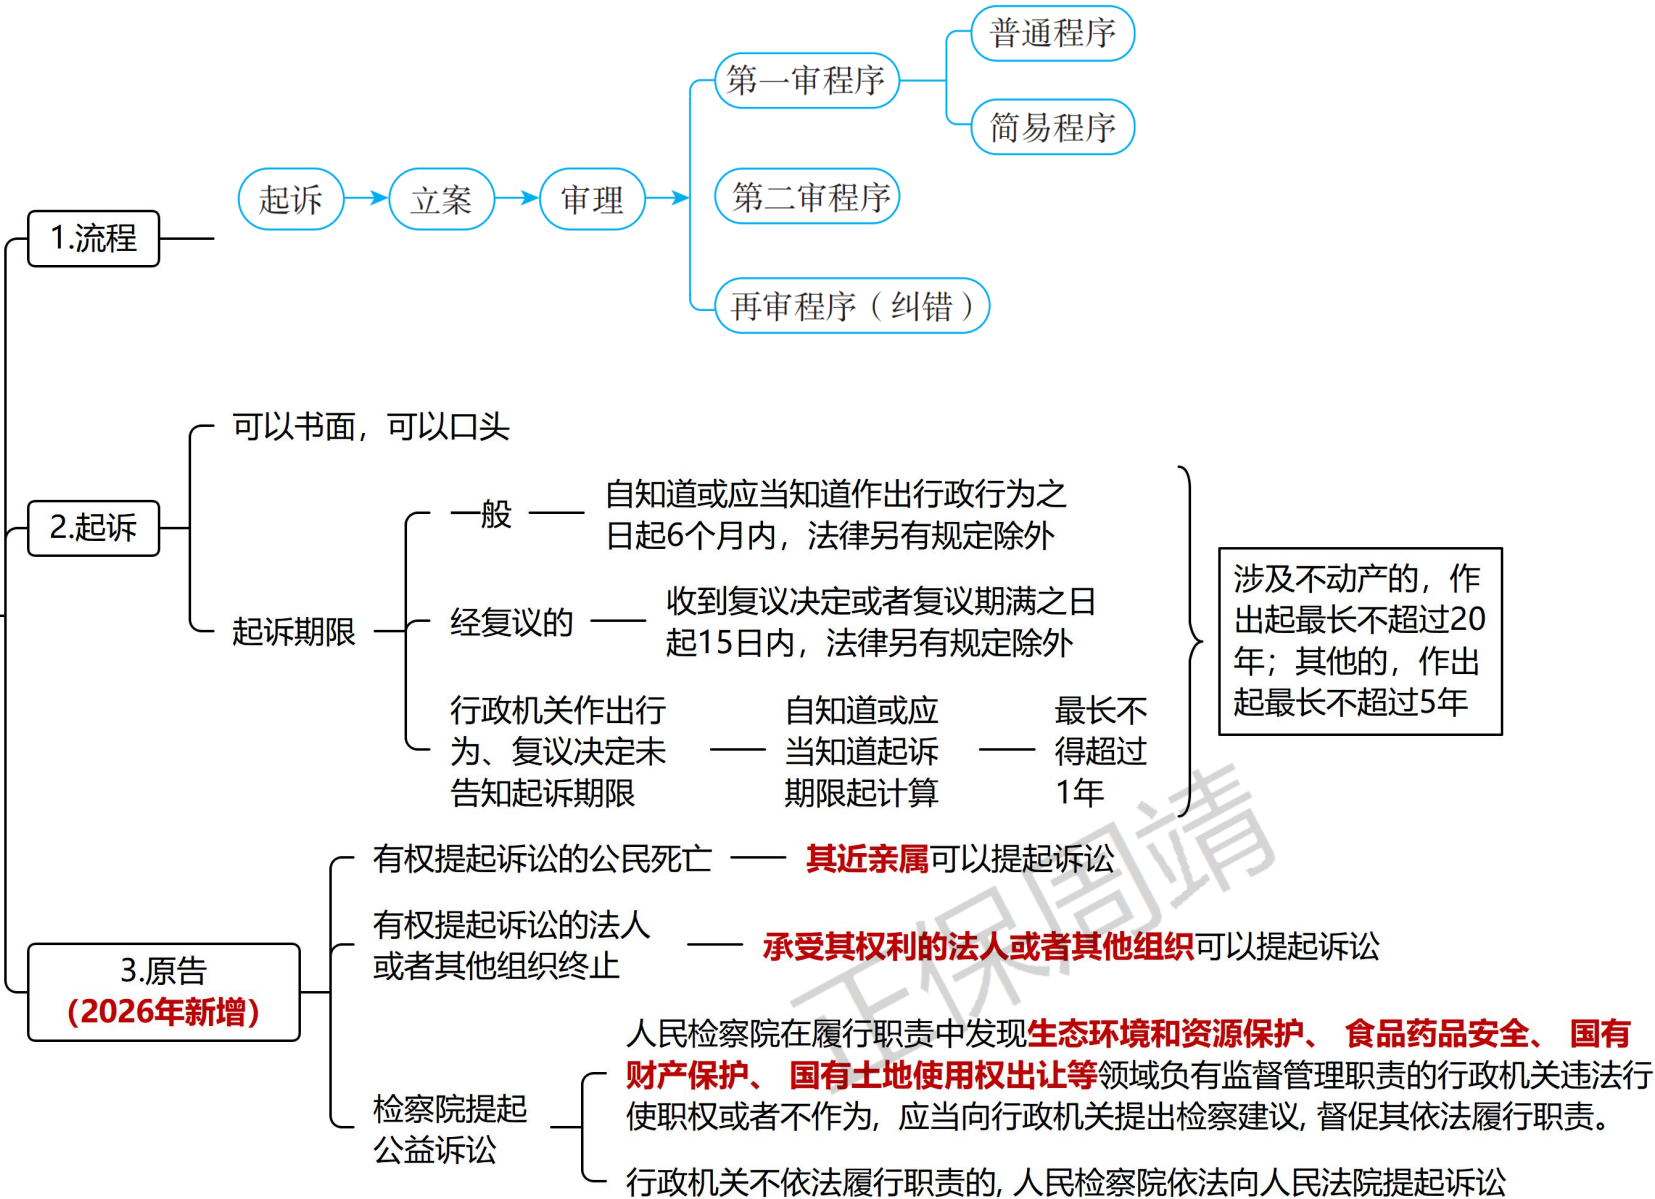 1.流程
起诉
立案
审理
第一审程序
普通程序
简易程序
第二审程序
再审程序（纠错）
2.起诉
可以书面，可以口头
起诉期限
一般
自知道或应当知道作出行政行为之
日起6个月内，法律另有规定除外
经复议的
收到复议决定或者复议期满之日
起15日内，法律另有规定除外
行政机关作出行
为、复议决定未
告知起诉期限
自知道或应
当知道起诉
期限起计算
最长不
得超过
1年
涉及不动产的，作
出起最长不超过20
年；其他的，作出
起最长不超过5年
3.原告
（2026年新增）
有权提起诉讼的公民死亡
其近亲属可以提起诉讼
有权提起诉讼的法人
或者其他组织终止
承受其权利的法人或者其他组织可以提起诉讼
检察院提起
公益诉讼
人民检察院在履行职责中发现生态环境和资源保护、 食品药品安全、 国有
财产保护、 国有土地使用权出让等领域负有监督管理职责的行政机关违法行
使职权或者不作为，应当向行政机关提出检察建议, 督促其依法履行职责。
行政机关不依法履行职责的, 人民检察院依法向人民法院提起诉讼
正保周靖